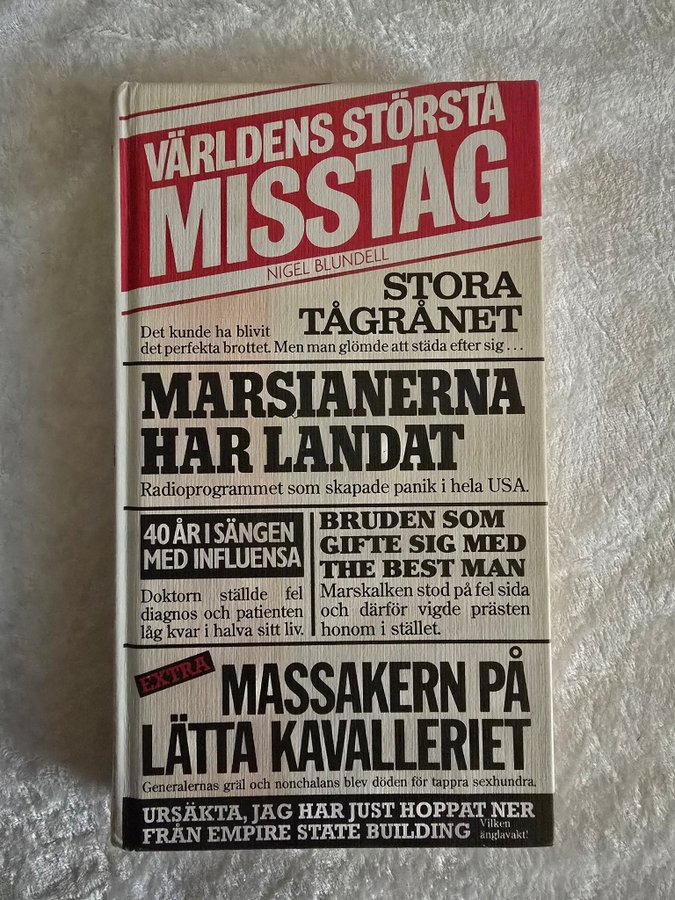 VÄRLDENS STÖRSTA
MISSTAG
NIGEL BLUNDELL
STORA
TÅGRÅNET
Det kunde ha blivit
det perfekta brottet. Men man glömde att städa efter sig . . .
MARSIANERNA
HAR LANDAT
Radioprogrammet som skapade panik i hela USA.
40 ÅR I SÄNGEN
MED INFLUENSA
Doktorn ställde fel
diagnos och patienten
låg kvar i halva sitt liv.
BRUDEN SOM
GIFTE SIG MED
THE BEST MAN
Marskalken stod på fel sida
och därför vigde prästen
honom i stället.
EXTRA
MASSAKERN PÅ
LÄTTA KAVALLERIET
Generalernas gräl och nonchalans blev döden för tappra sexhundra.
URSÄKTA, JAG HAR JUST HOPPAT NER
FRÅN EMPIRE STATE BUILDING
Vilken
änglavakt!